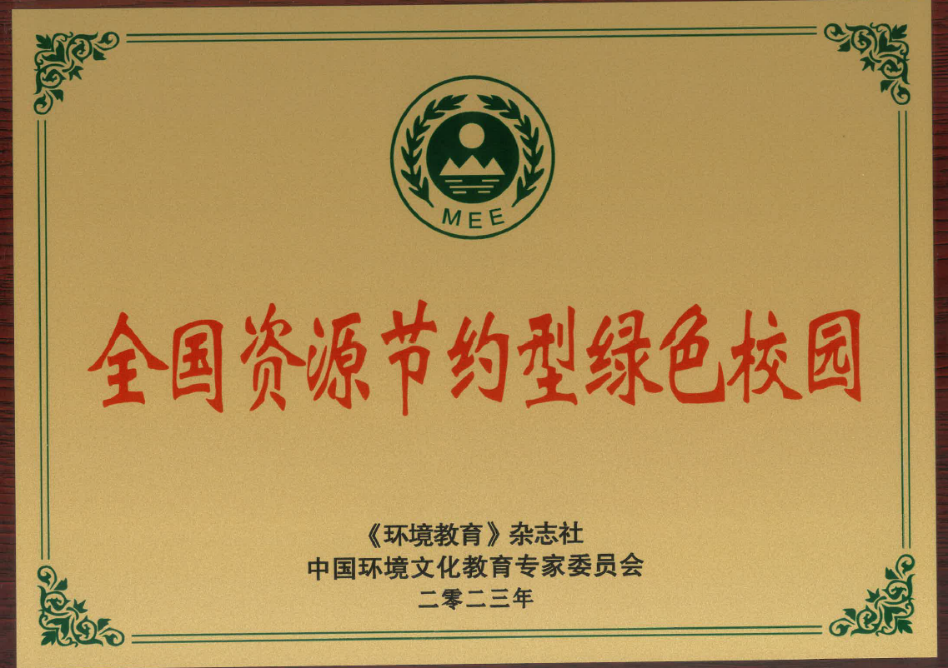 MEE
全国资源节约型绿色校园
《环境教育》杂志社
中国环境文化教育专家委员会
二零二三年